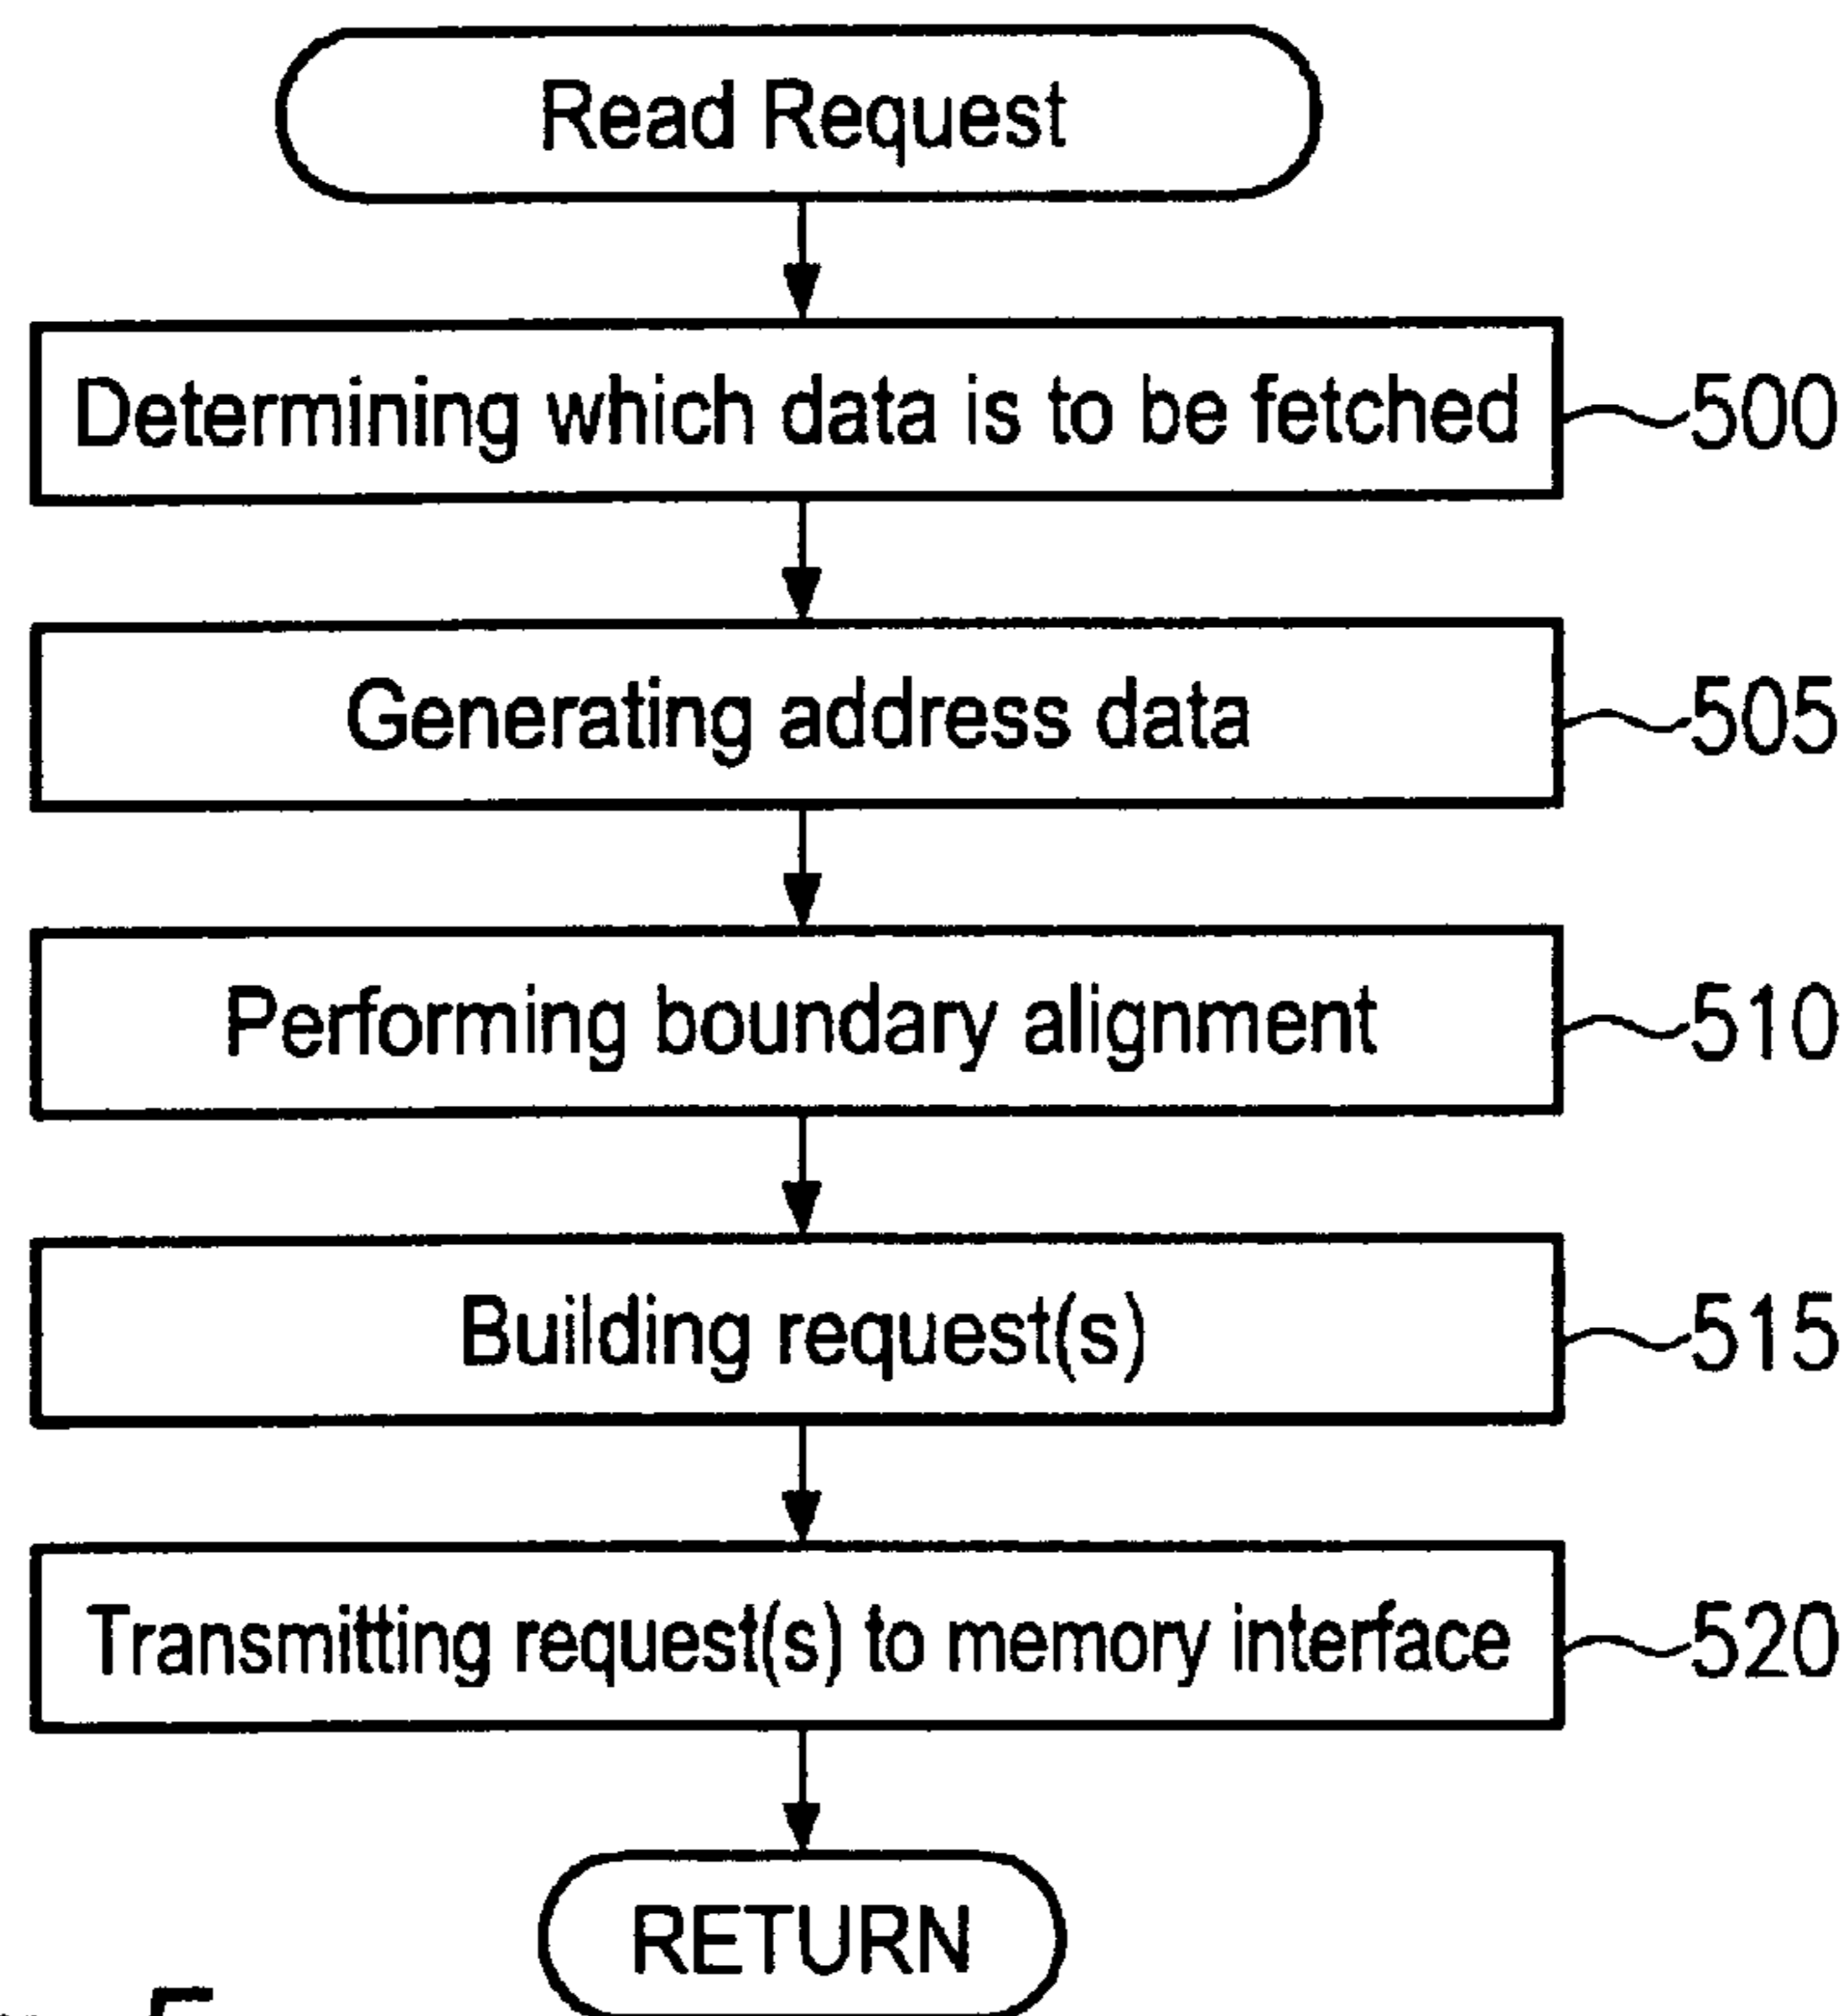 Read Request
Determining which data is to be fetched
500
Generating address data
505
Performing boundary alignment
510
Building request(s)
515
Transmitting request(s) to memory interface
520
RETURN